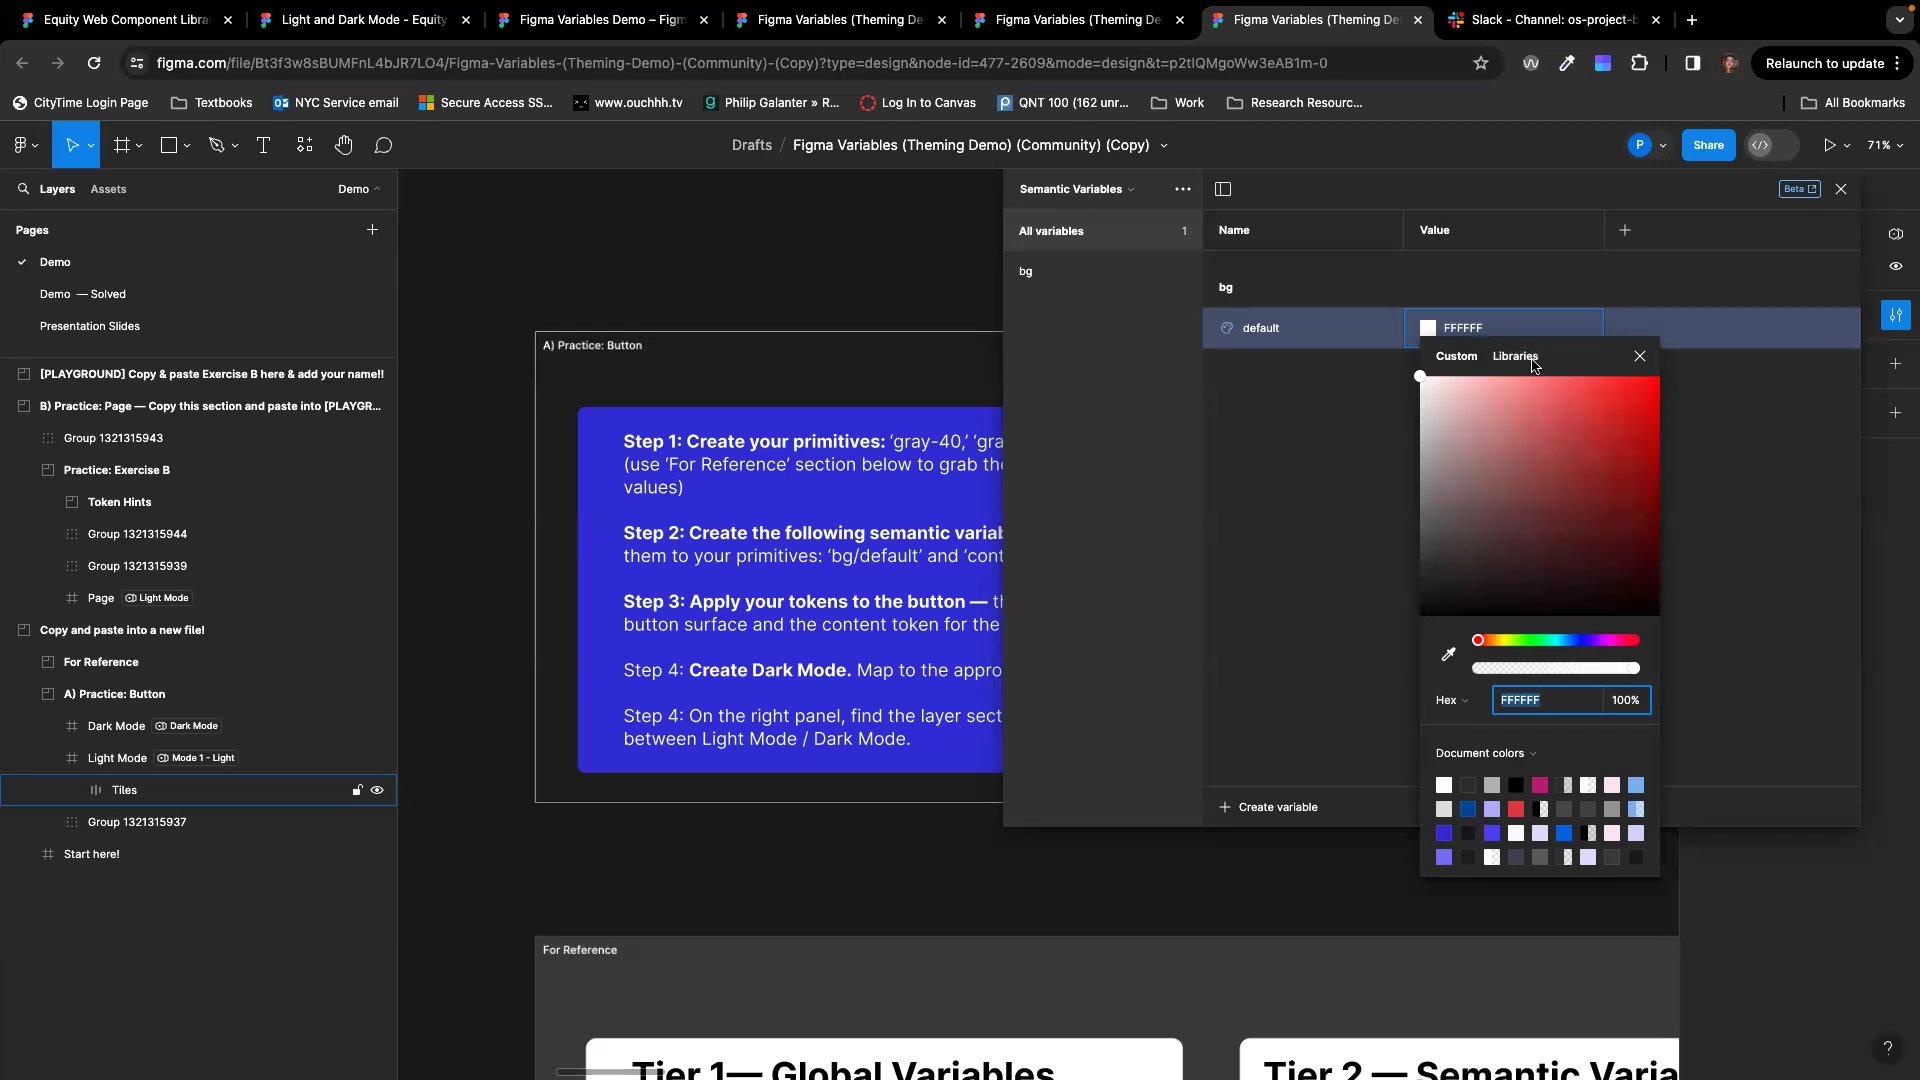 Equity Web Component Libra
Light and Dark Mode - Equity
Figma Variables Demo – Figm
Figma Variables (Theming De
Figma Variables (Theming De
Figma Variables (Theming De
Slack - Channel: os-project-b
figma.com/file/Bt3f3w8sBUMFnL4bJR7LO4/Figma-Variables-(Theming-Demo)-(Community)-(Copy)?type=design&node-id=477-2609&mode=design&t=p2tIQMgoWw3eAB1m-0
Relaunch to update
CityTime Login Page
Textbooks
NYC Service email
Secure Access SS...
www.ouchhh.tv
Philip Galanter » R...
Log In to Canvas
QNT 100 (162 unr...
Work
Research Resourc...
All Bookmarks
Drafts / Figma Variables (Theming Demo) (Community) (Copy)
P
Share
71%
Layers
Assets
Demo
Pages
Demo
Demo — Solved
Presentation Slides
[PLAYGROUND] Copy & paste Exercise B here & add your name!!
B) Practice: Page — Copy this section and paste into [PLAYGR...
Group 1321315943
Practice: Exercise B
Token Hints
Group 1321315944
Group 1321315939
Page Light Mode
Copy and paste into a new file!
For Reference
A) Practice: Button
Dark Mode Dark Mode
Light Mode Mode 1 - Light
Tiles
Group 1321315937
Start here!
A) Practice: Button
Step 1: Create your primitives: ‘gray-40,’ ‘gra
(use ‘For Reference’ section below to grab the
values)
Step 2: Create the following semantic variab
them to your primitives: ‘bg/default’ and ‘cont
Step 3: Apply your tokens to the button — th
button surface and the content token for the
Step 4: Create Dark Mode. Map to the appro
Step 4: On the right panel, find the layer sect
between Light Mode / Dark Mode.
For Reference
Tier 1— Global Variables
Tier 2 — Semantic Varia
Semantic Variables
Beta
All variables 1
bg
Name
Value
bg
default
FFFFFF
Create variable
Custom
Libraries
Hex
FFFFFF
100%
Document colors
?